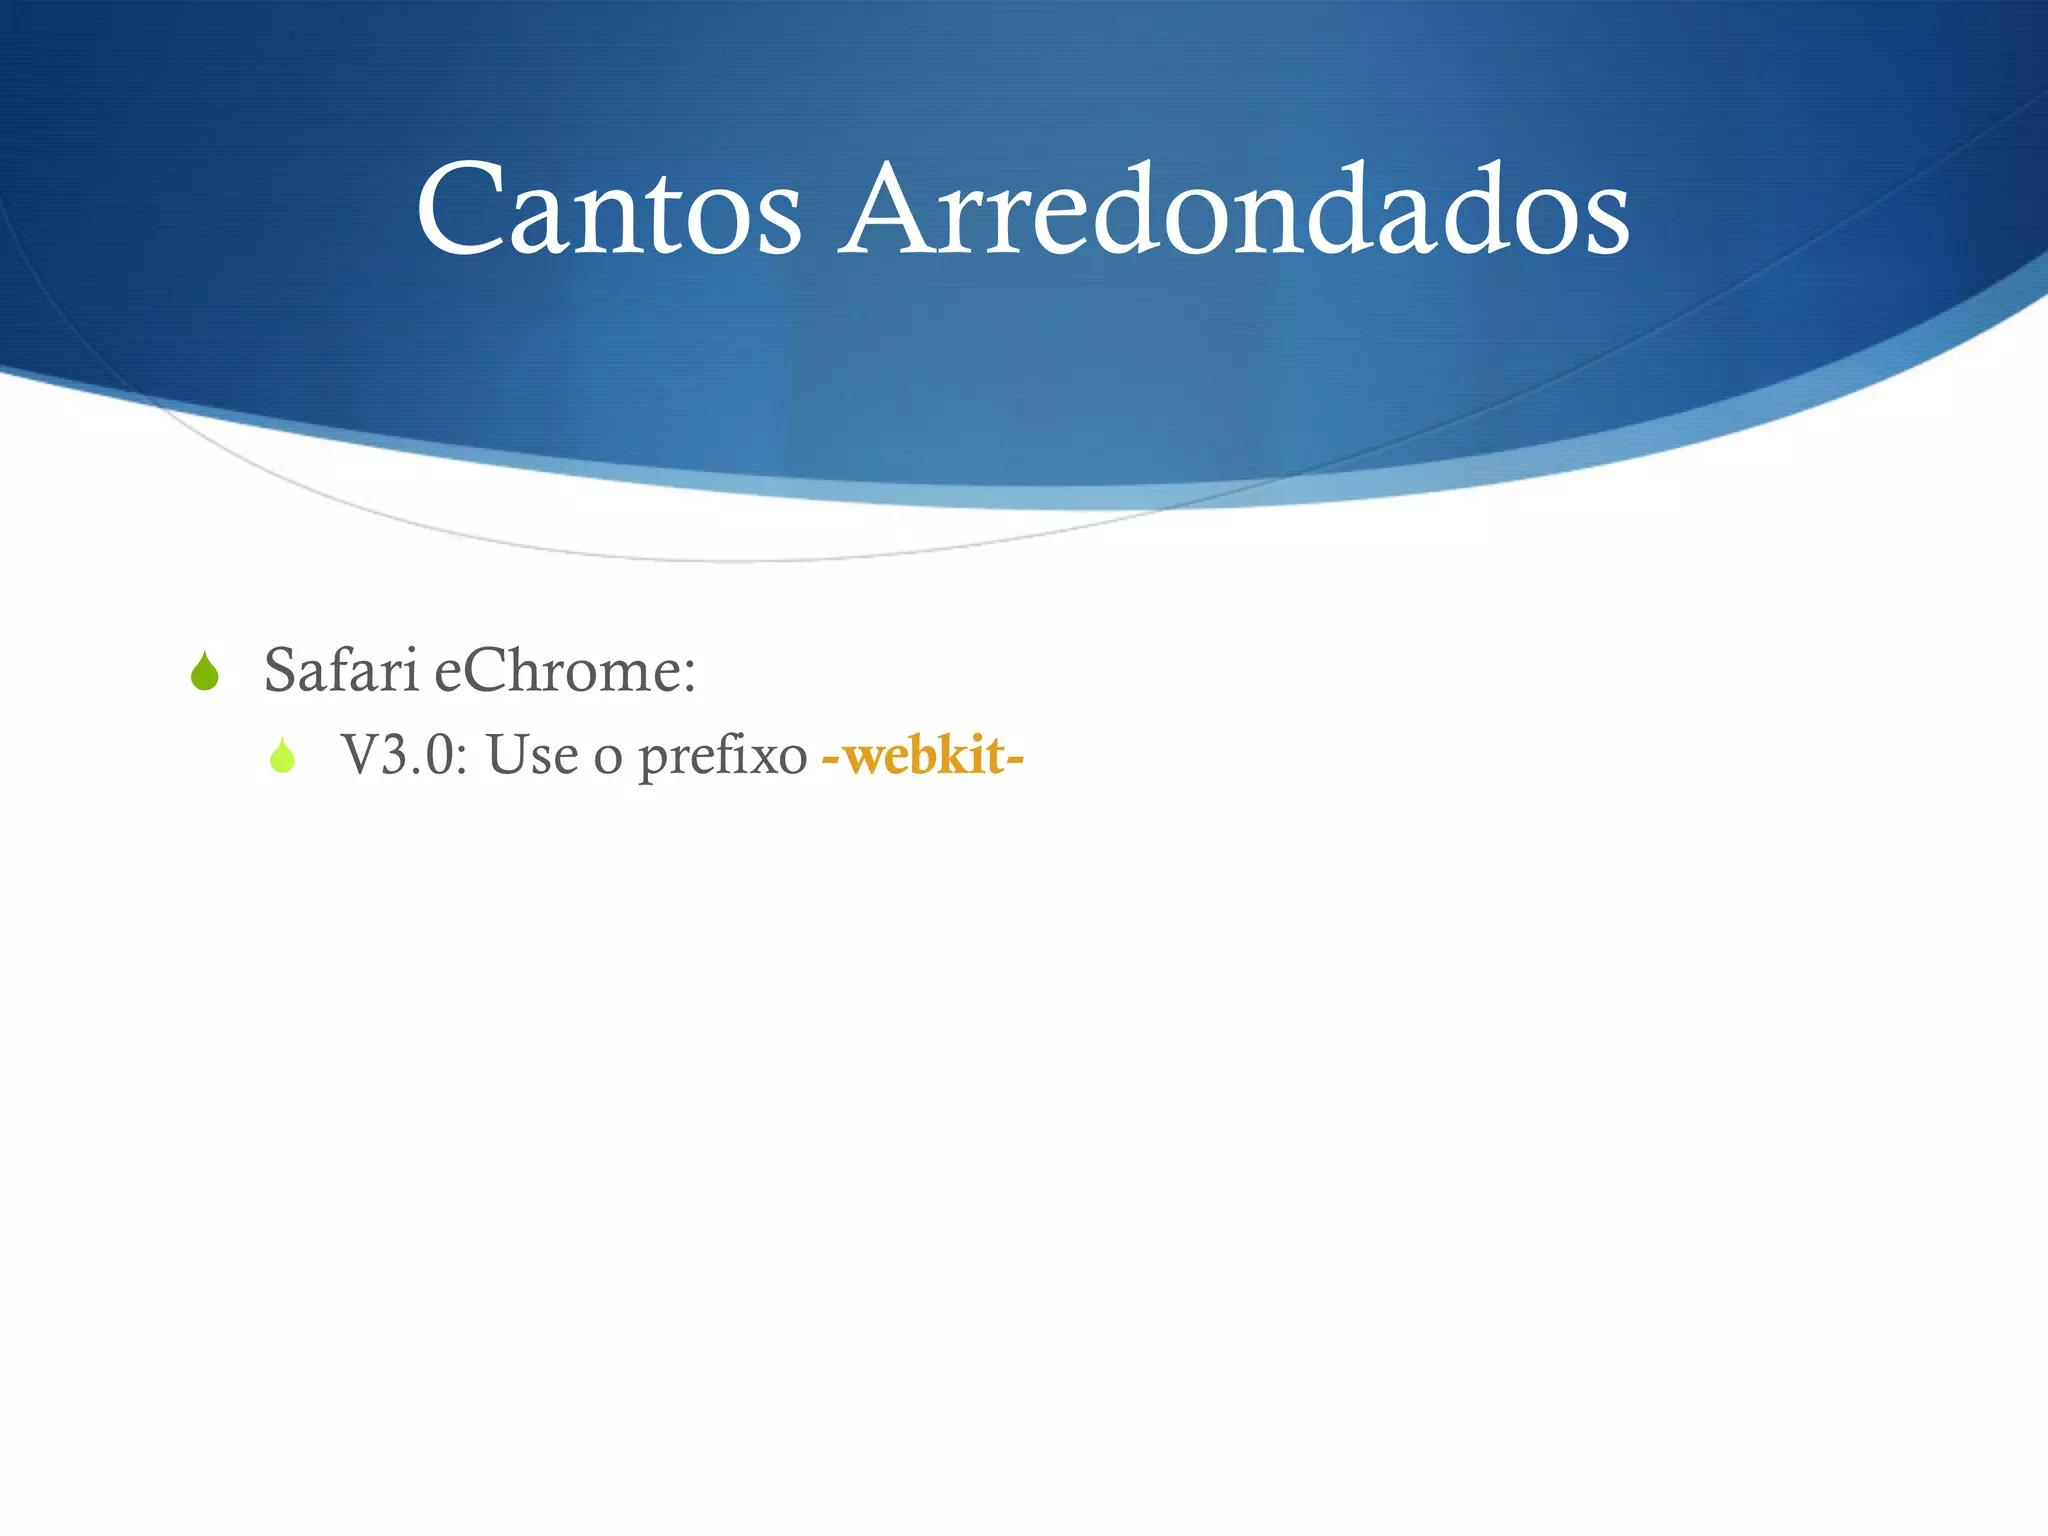 Cantos Arredondados
Safari eChrome:
V3.0: Use o prefixo -webkit-